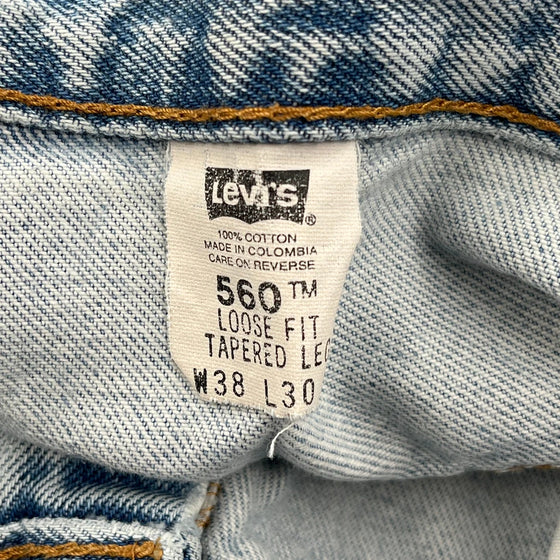 Levi's
®
100% COTTON
MADE IN COLOMBIA
CARE ON REVERSE
560™
LOOSE FIT
TAPERED LEG
W38 L30